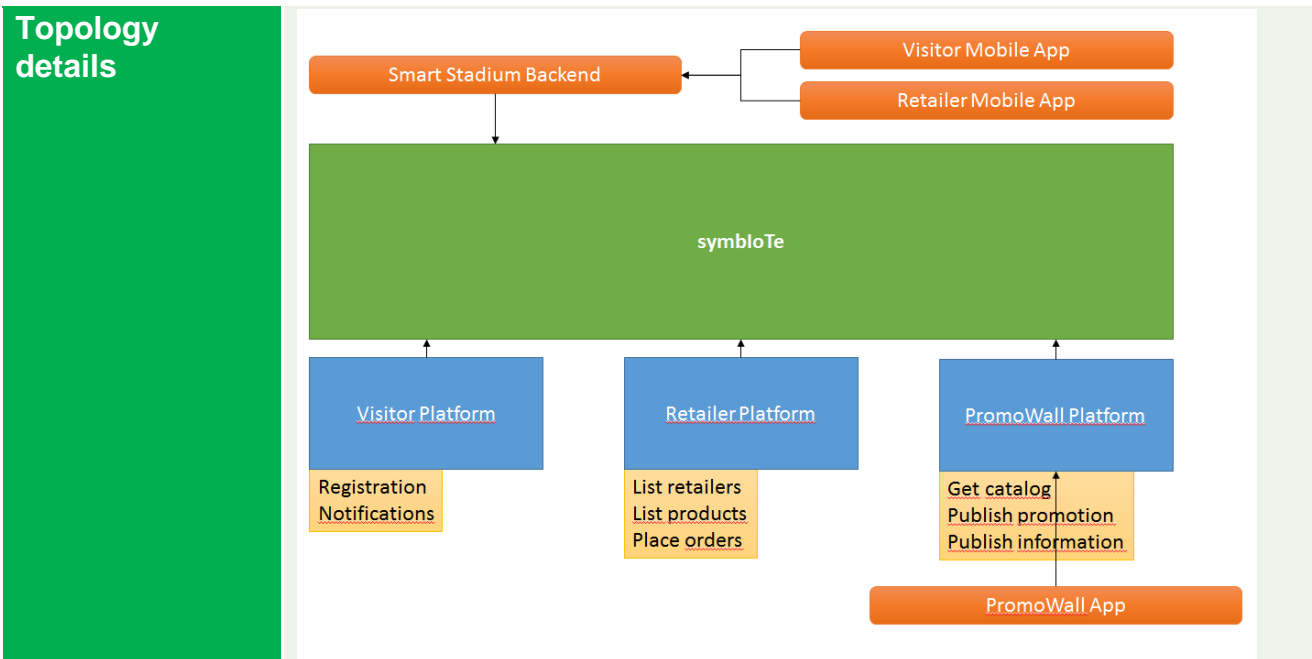 Topology
details
Visitor Mobile App
Smart Stadium Backend
Retailer Mobile App
symbIoTe
Visitor Platform
Retailer Platform
PromoWall Platform
Registration
Notifications
List retailers
List products
Place orders
Get catalog
Publish promotion
Publish information
PromoWall App